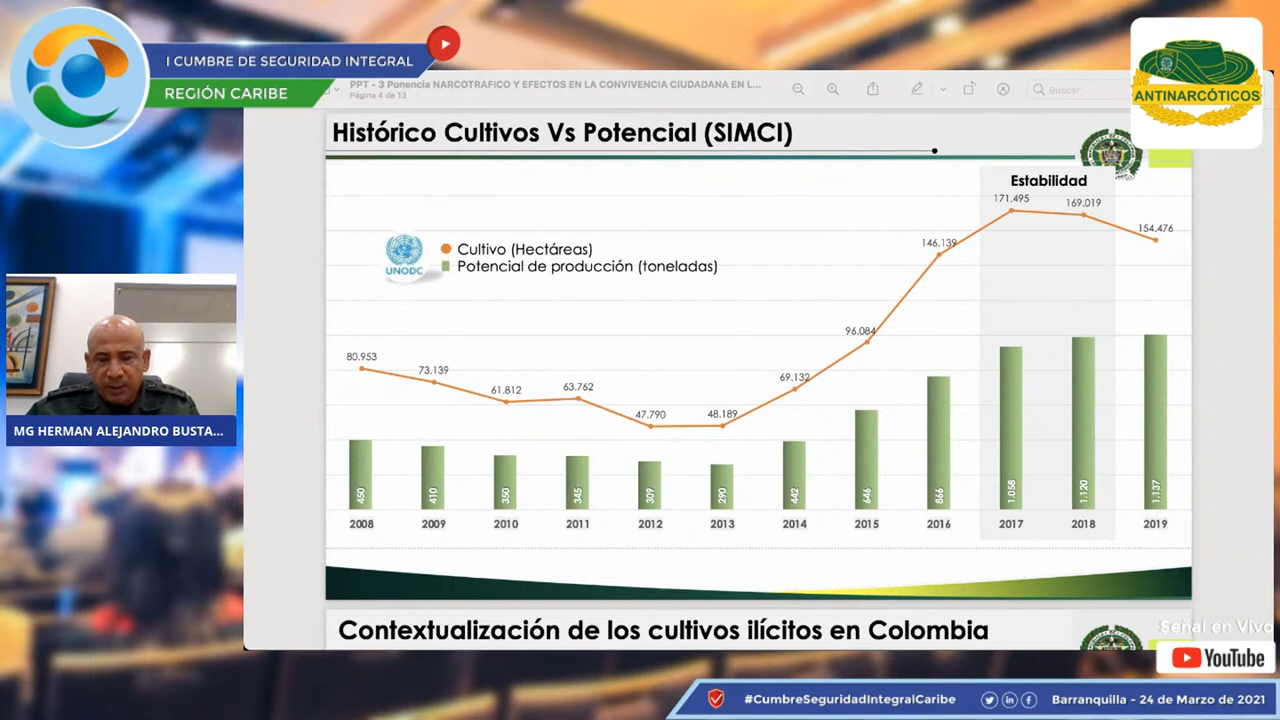 I CUMBRE DE SEGURIDAD INTEGRAL
REGIÓN CARIBE
PPT - 3 Ponencia NARCOTRAFICO Y EFECTOS EN LA CONVIVENCIA CIUDADANA EN L...
Página 4 de 13
Buscar
ANTINARCÓTICOS
Histórico Cultivos Vs Potencial (SIMCI)
Estabilidad
UNODC
Cultivo (Hectáreas)
Potencial de producción (toneladas)
80.953
73.139
61.812
63.762
47.790
48.189
69.132
96.084
146.139
171.495
169.019
154.476
450
410
350
345
309
290
442
646
866
1.058
1.120
1.137
2008 2009 2010 2011 2012 2013 2014 2015 2016 2017 2018 2019
MG HERMAN ALEJANDRO BUSTA...
Contextualización de los cultivos ilícitos en Colombia
Señal en Vivo
YouTube
#CumbreSeguridadIntegralCaribe
Barranquilla - 24 de Marzo de 2021